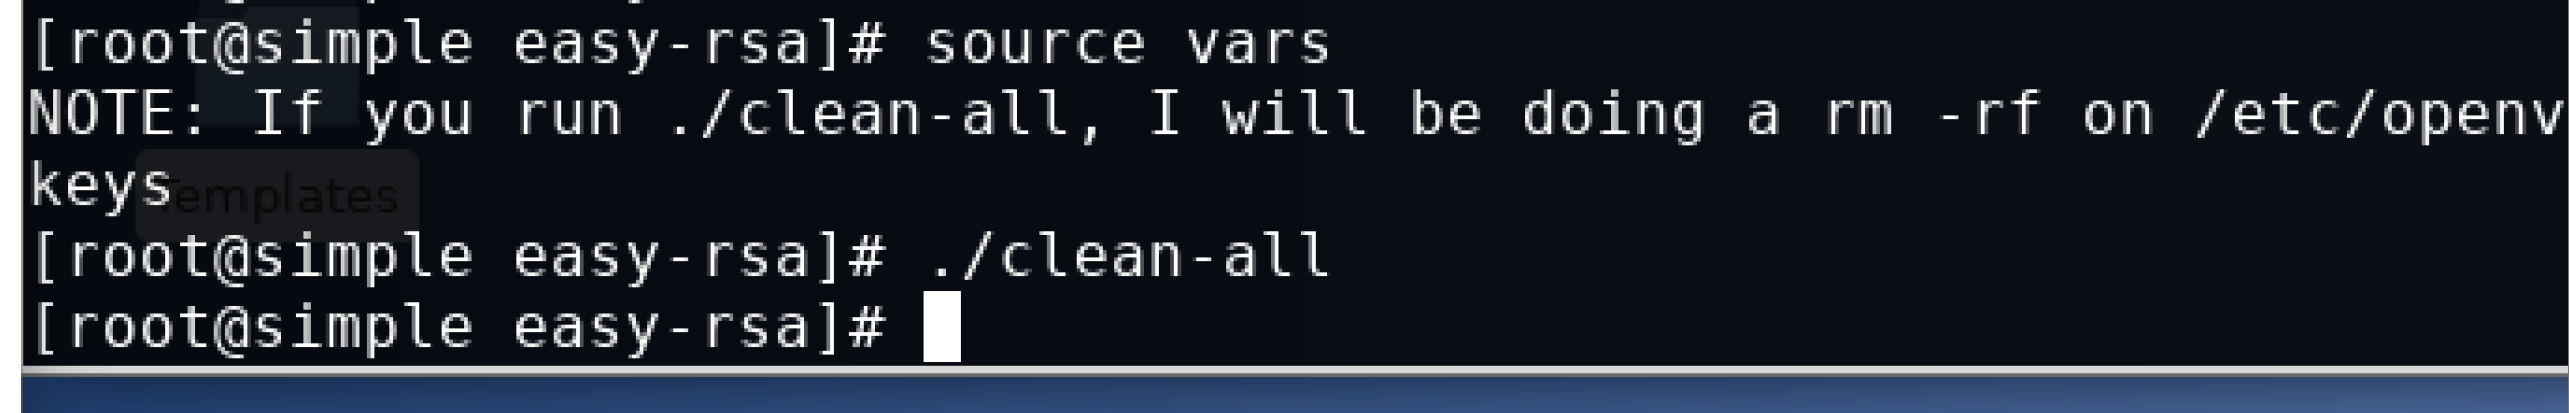 [root@simple easy-rsa]# source vars
NOTE: If you run ./clean-all, I will be doing a rm -rf on /etc/openv
keys
Templates
[root@simple easy-rsa]# ./clean-all
[root@simple easy-rsa]#